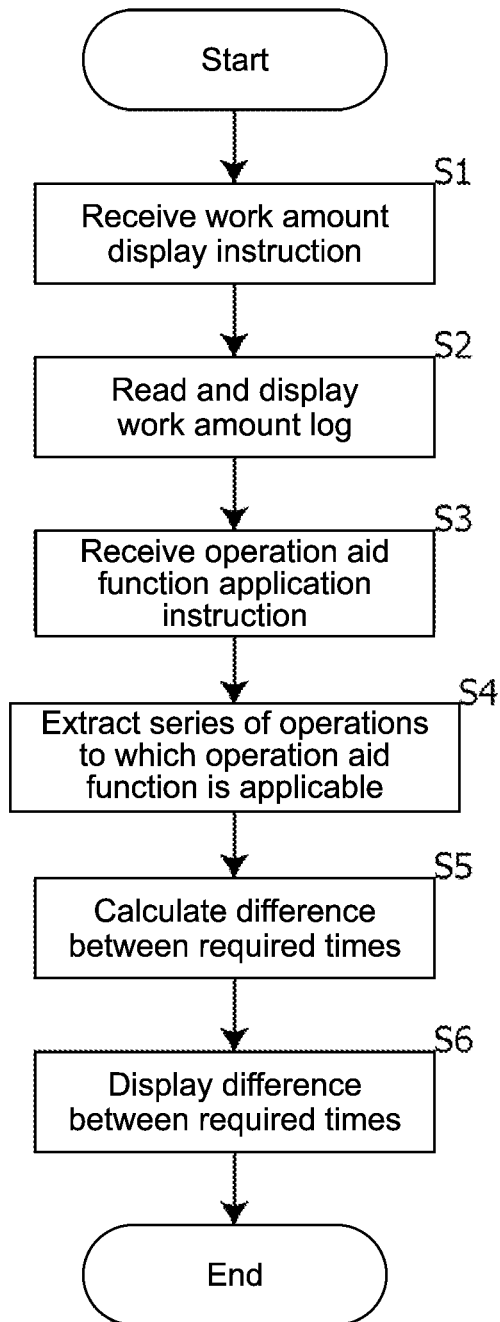 Start
S1
Receive work amount
display instruction
S2
Read and display
work amount log
S3
Receive operation aid
function application
instruction
S4
Extract series of operations
to which operation aid
function is applicable
S5
Calculate difference
between required times
S6
Display difference
between required times
End